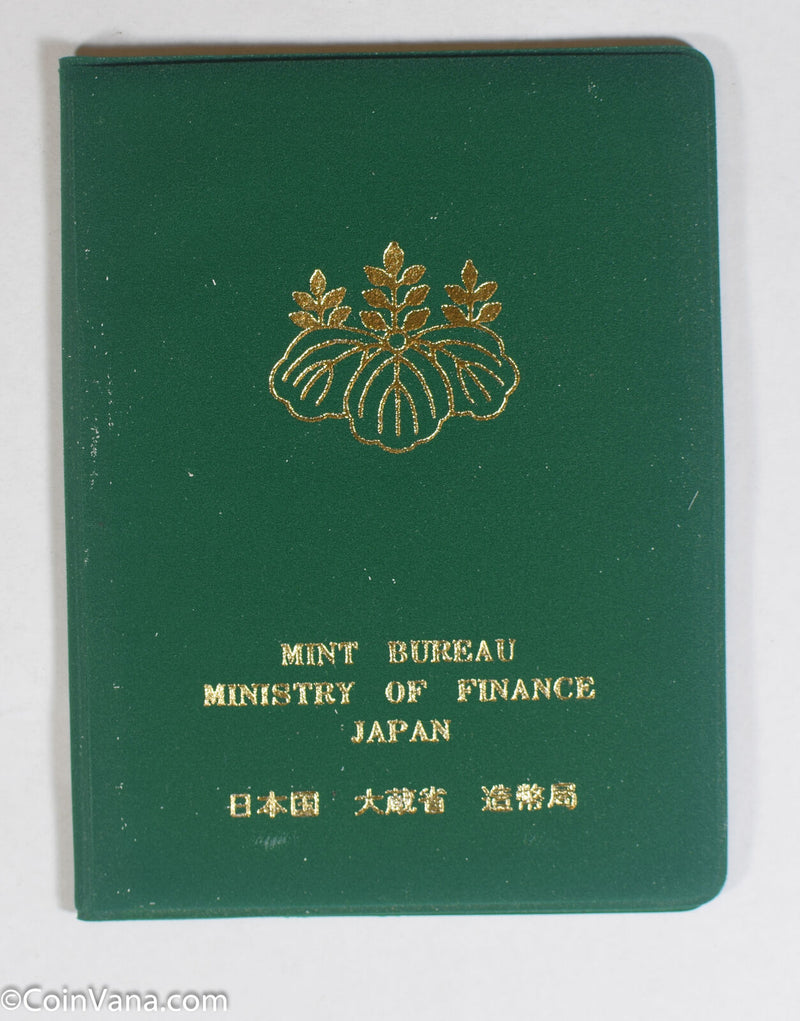 MINT BUREAU
MINISTRY OF FINANCE
JAPAN
日本国 大蔵省 造幣局
©CoinVana.com